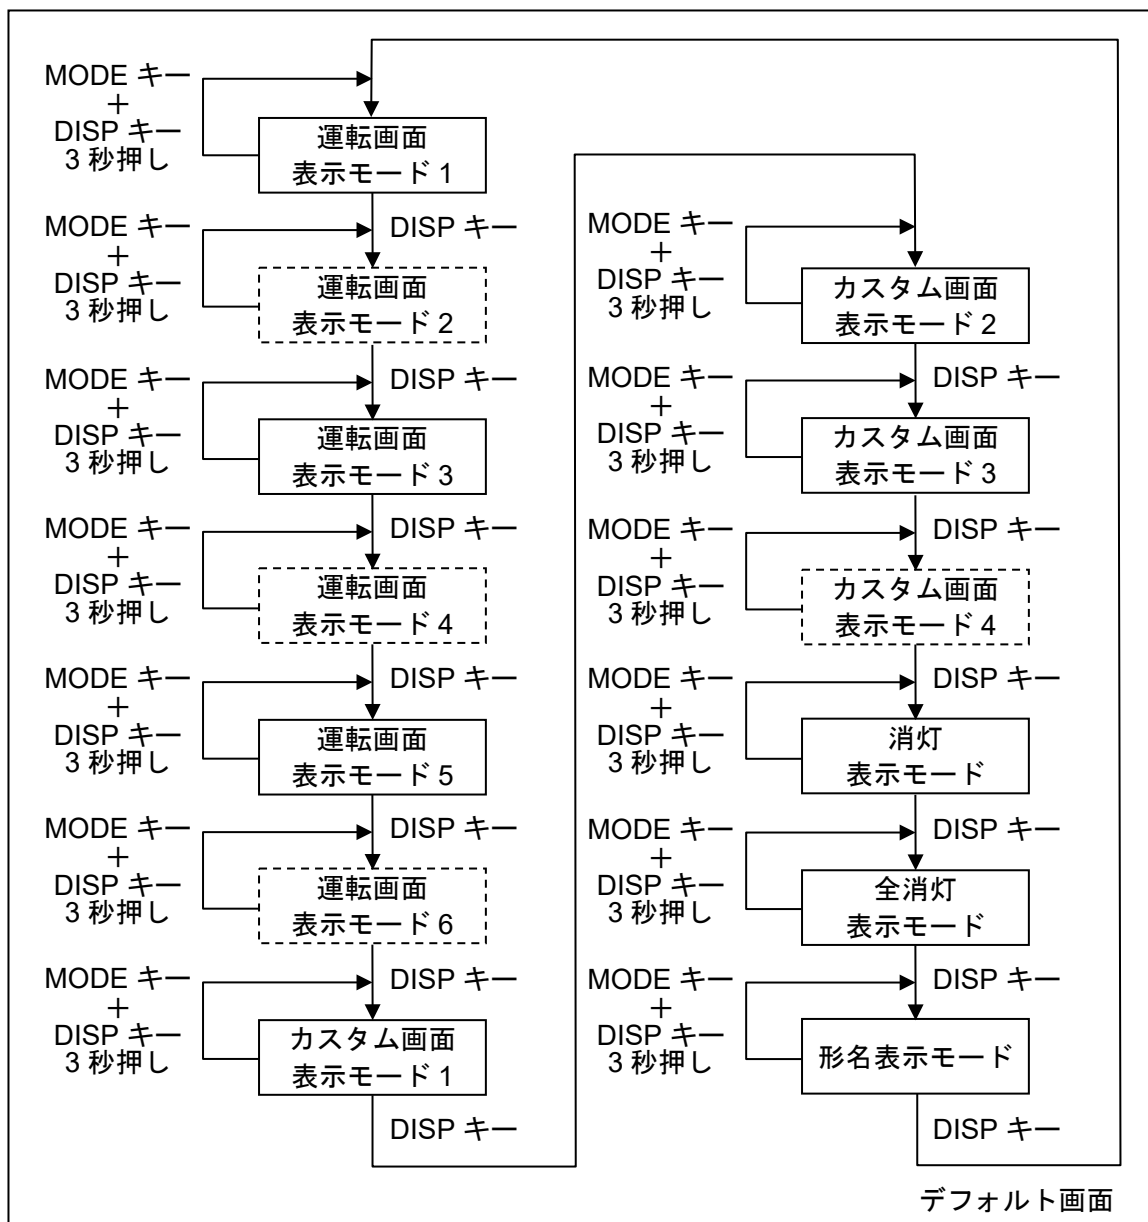 MODE キー
＋
DISP キー
3 秒押し
運転画面
表示モード 1
MODE キー
＋
DISP キー
3 秒押し
DISP キー
運転画面
表示モード 2
MODE キー
＋
DISP キー
3 秒押し
DISP キー
運転画面
表示モード 3
MODE キー
＋
DISP キー
3 秒押し
DISP キー
運転画面
表示モード 4
MODE キー
＋
DISP キー
3 秒押し
DISP キー
運転画面
表示モード 5
MODE キー
＋
DISP キー
3 秒押し
DISP キー
運転画面
表示モード 6
MODE キー
＋
DISP キー
3 秒押し
DISP キー
カスタム画面
表示モード 1
DISP キー
MODE キー
＋
DISP キー
3 秒押し
カスタム画面
表示モード 2
MODE キー
＋
DISP キー
3 秒押し
DISP キー
カスタム画面
表示モード 3
MODE キー
＋
DISP キー
3 秒押し
DISP キー
カスタム画面
表示モード 4
MODE キー
＋
DISP キー
3 秒押し
DISP キー
消灯
表示モード
MODE キー
＋
DISP キー
3 秒押し
DISP キー
全消灯
表示モード
MODE キー
＋
DISP キー
3 秒押し
DISP キー
形名表示モード
DISP キー
デフォルト画面